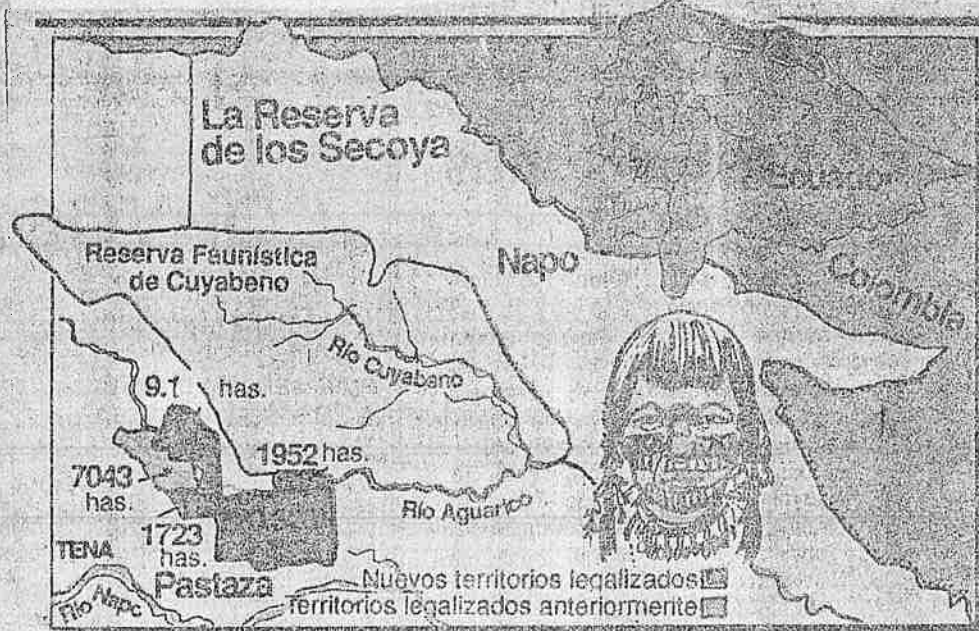 La Reserva
de los Secoya
Ecuador
Reserva Faunística
de Cuyabeno
Napo
Colombia
Río Cuyabeno
9.1 has.
1952 has.
7043
has.
Río Aguarico
1723
has.
TENA
Pastaza
Río Napo
Nuevos territorios legalizados
Territorios legalizados anteriormente